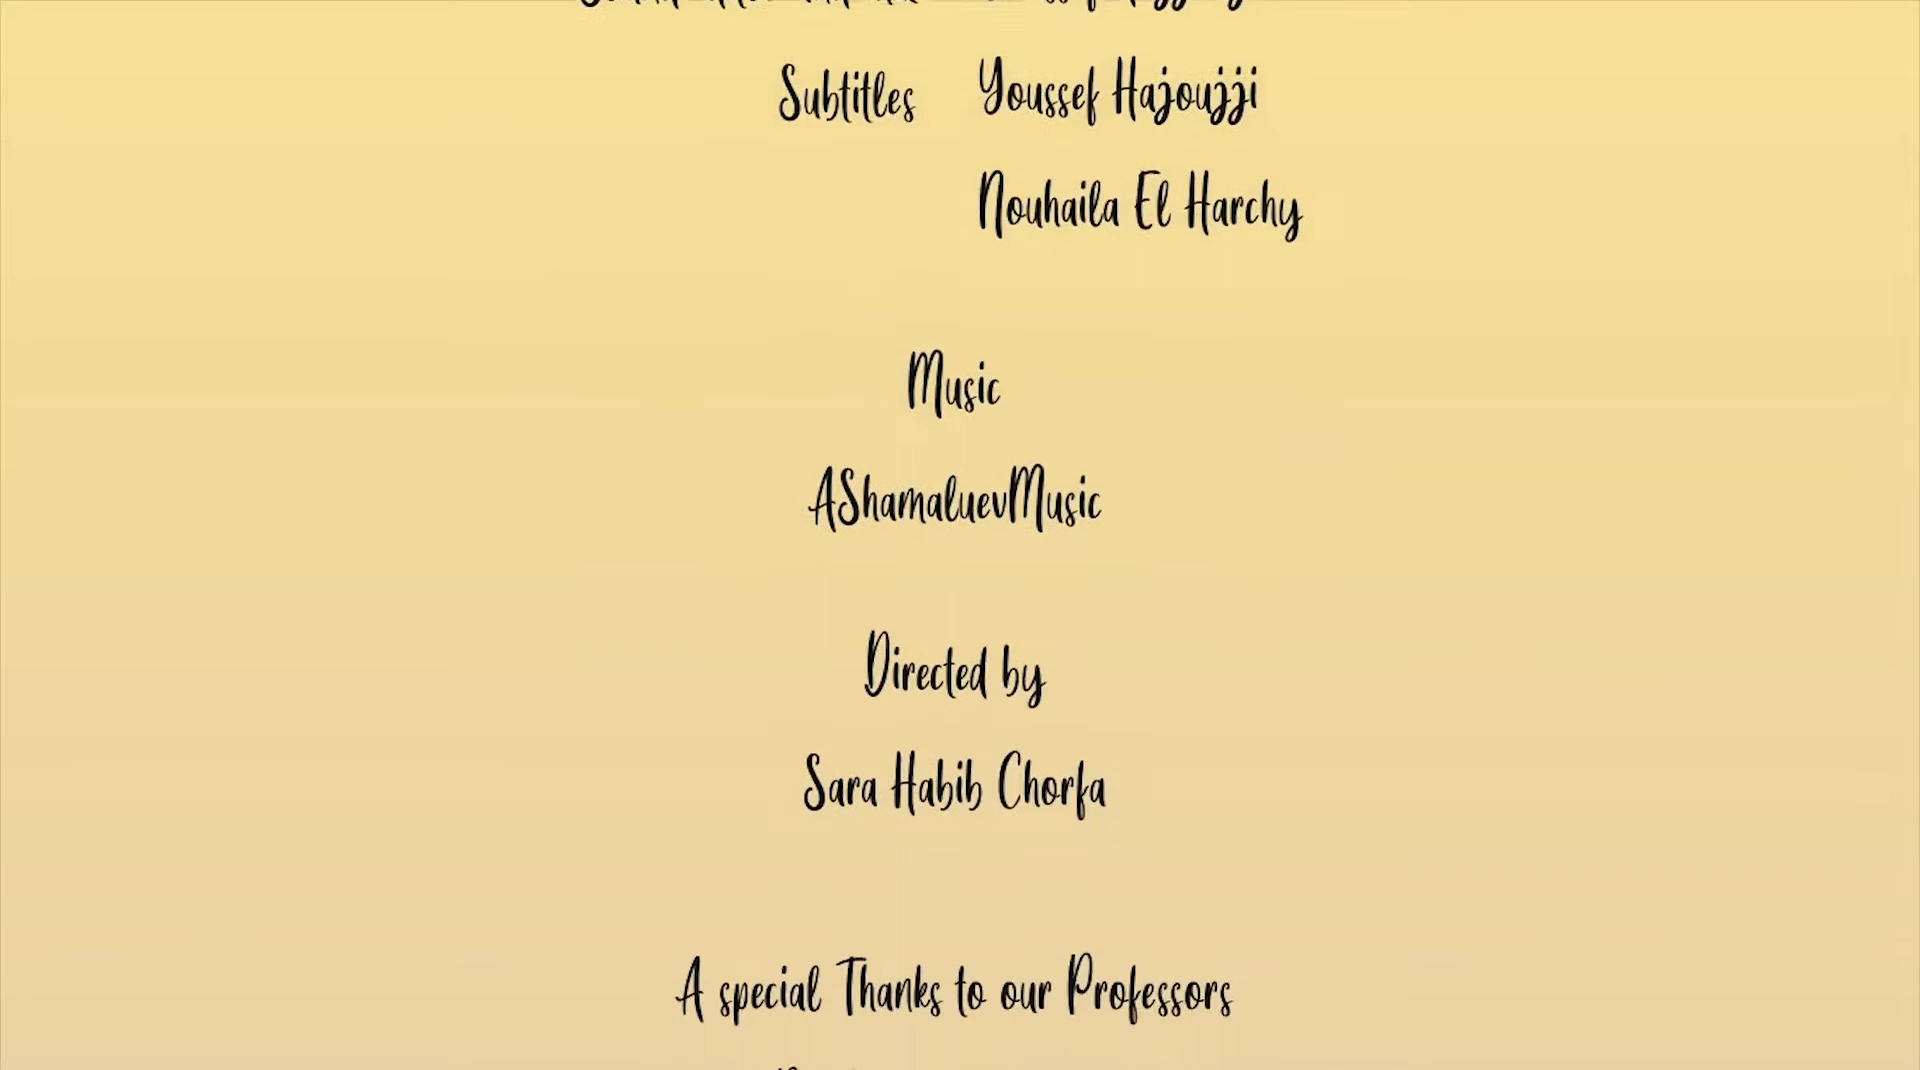 Subtitles Youssef Hajoujji
Nouhaila El Harchy
Music
AShamaluevMusic
Directed by
Sara Habib Chorfa
A special Thanks to our Professors